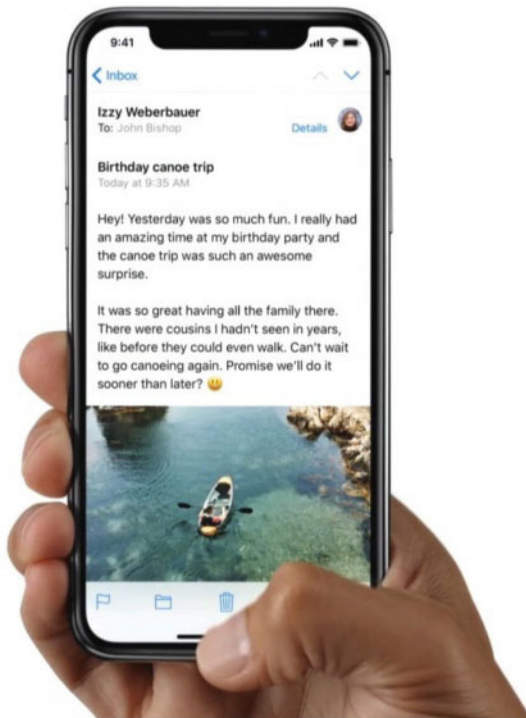 9:41
Inbox
Izzy Weberbauer
To: John Bishop
Details
Birthday canoe trip
Today at 9:35 AM
Hey! Yesterday was so much fun. I really had
an amazing time at my birthday party and
the canoe trip was such an awesome
surprise.
It was so great having all the family there.
There were cousins I hadn't seen in years,
like before they could even walk. Can't wait
to go canoeing again. Promise we'll do it
sooner than later? 😃